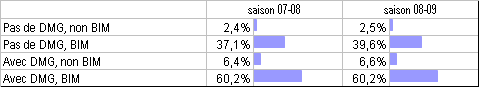 saison 07-08 saison 08-09
Pas de DMG, non BIM 2,4% 2,5%
Pas de DMG, BIM 37,1% 39,6%
Avec DMG, non BIM 6,4% 6,6%
Avec DMG, BIM 60,2% 60,2%